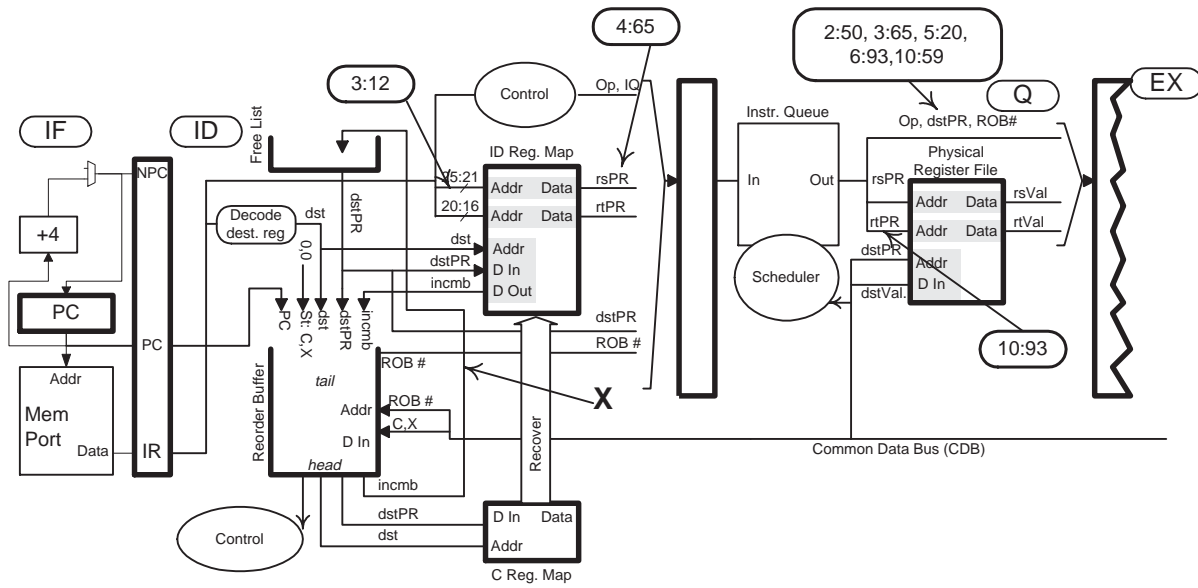 4:65
2:50, 3:65, 5:20,
6:93,10:59
3:12
Op, IQ
Control
EX
IF
ID
Free List
Q
Instr. Queue
Op, dstPR, ROB#
ID Reg. Map
Physical
Register File
NPC
25:21
Addr
Data
rsPR
In
Out
rsPR
rsVal
dstPR
20:16
Addr
Data
rtPR
Addr
Data
+4
Decode
dest. reg
dst
rtPR
Addr
Data
rtVal
0,0
dst
Addr
dstPR
Addr
dstPR
D In
Scheduler
dstVal.
D In
incmb
D Out
PC
PC
St: C,X
dst
dstPR
incmb
dstPR
PC
ROB #
ROB #
10:93
Addr
tail
X
Mem
Port
Reorder Buffer
Addr
ROB #
Data
IR
D In
C,X
Recover
Common Data Bus (CDB)
head
incmb
dstPR
D In
Data
Control
dst
Addr
C Reg. Map